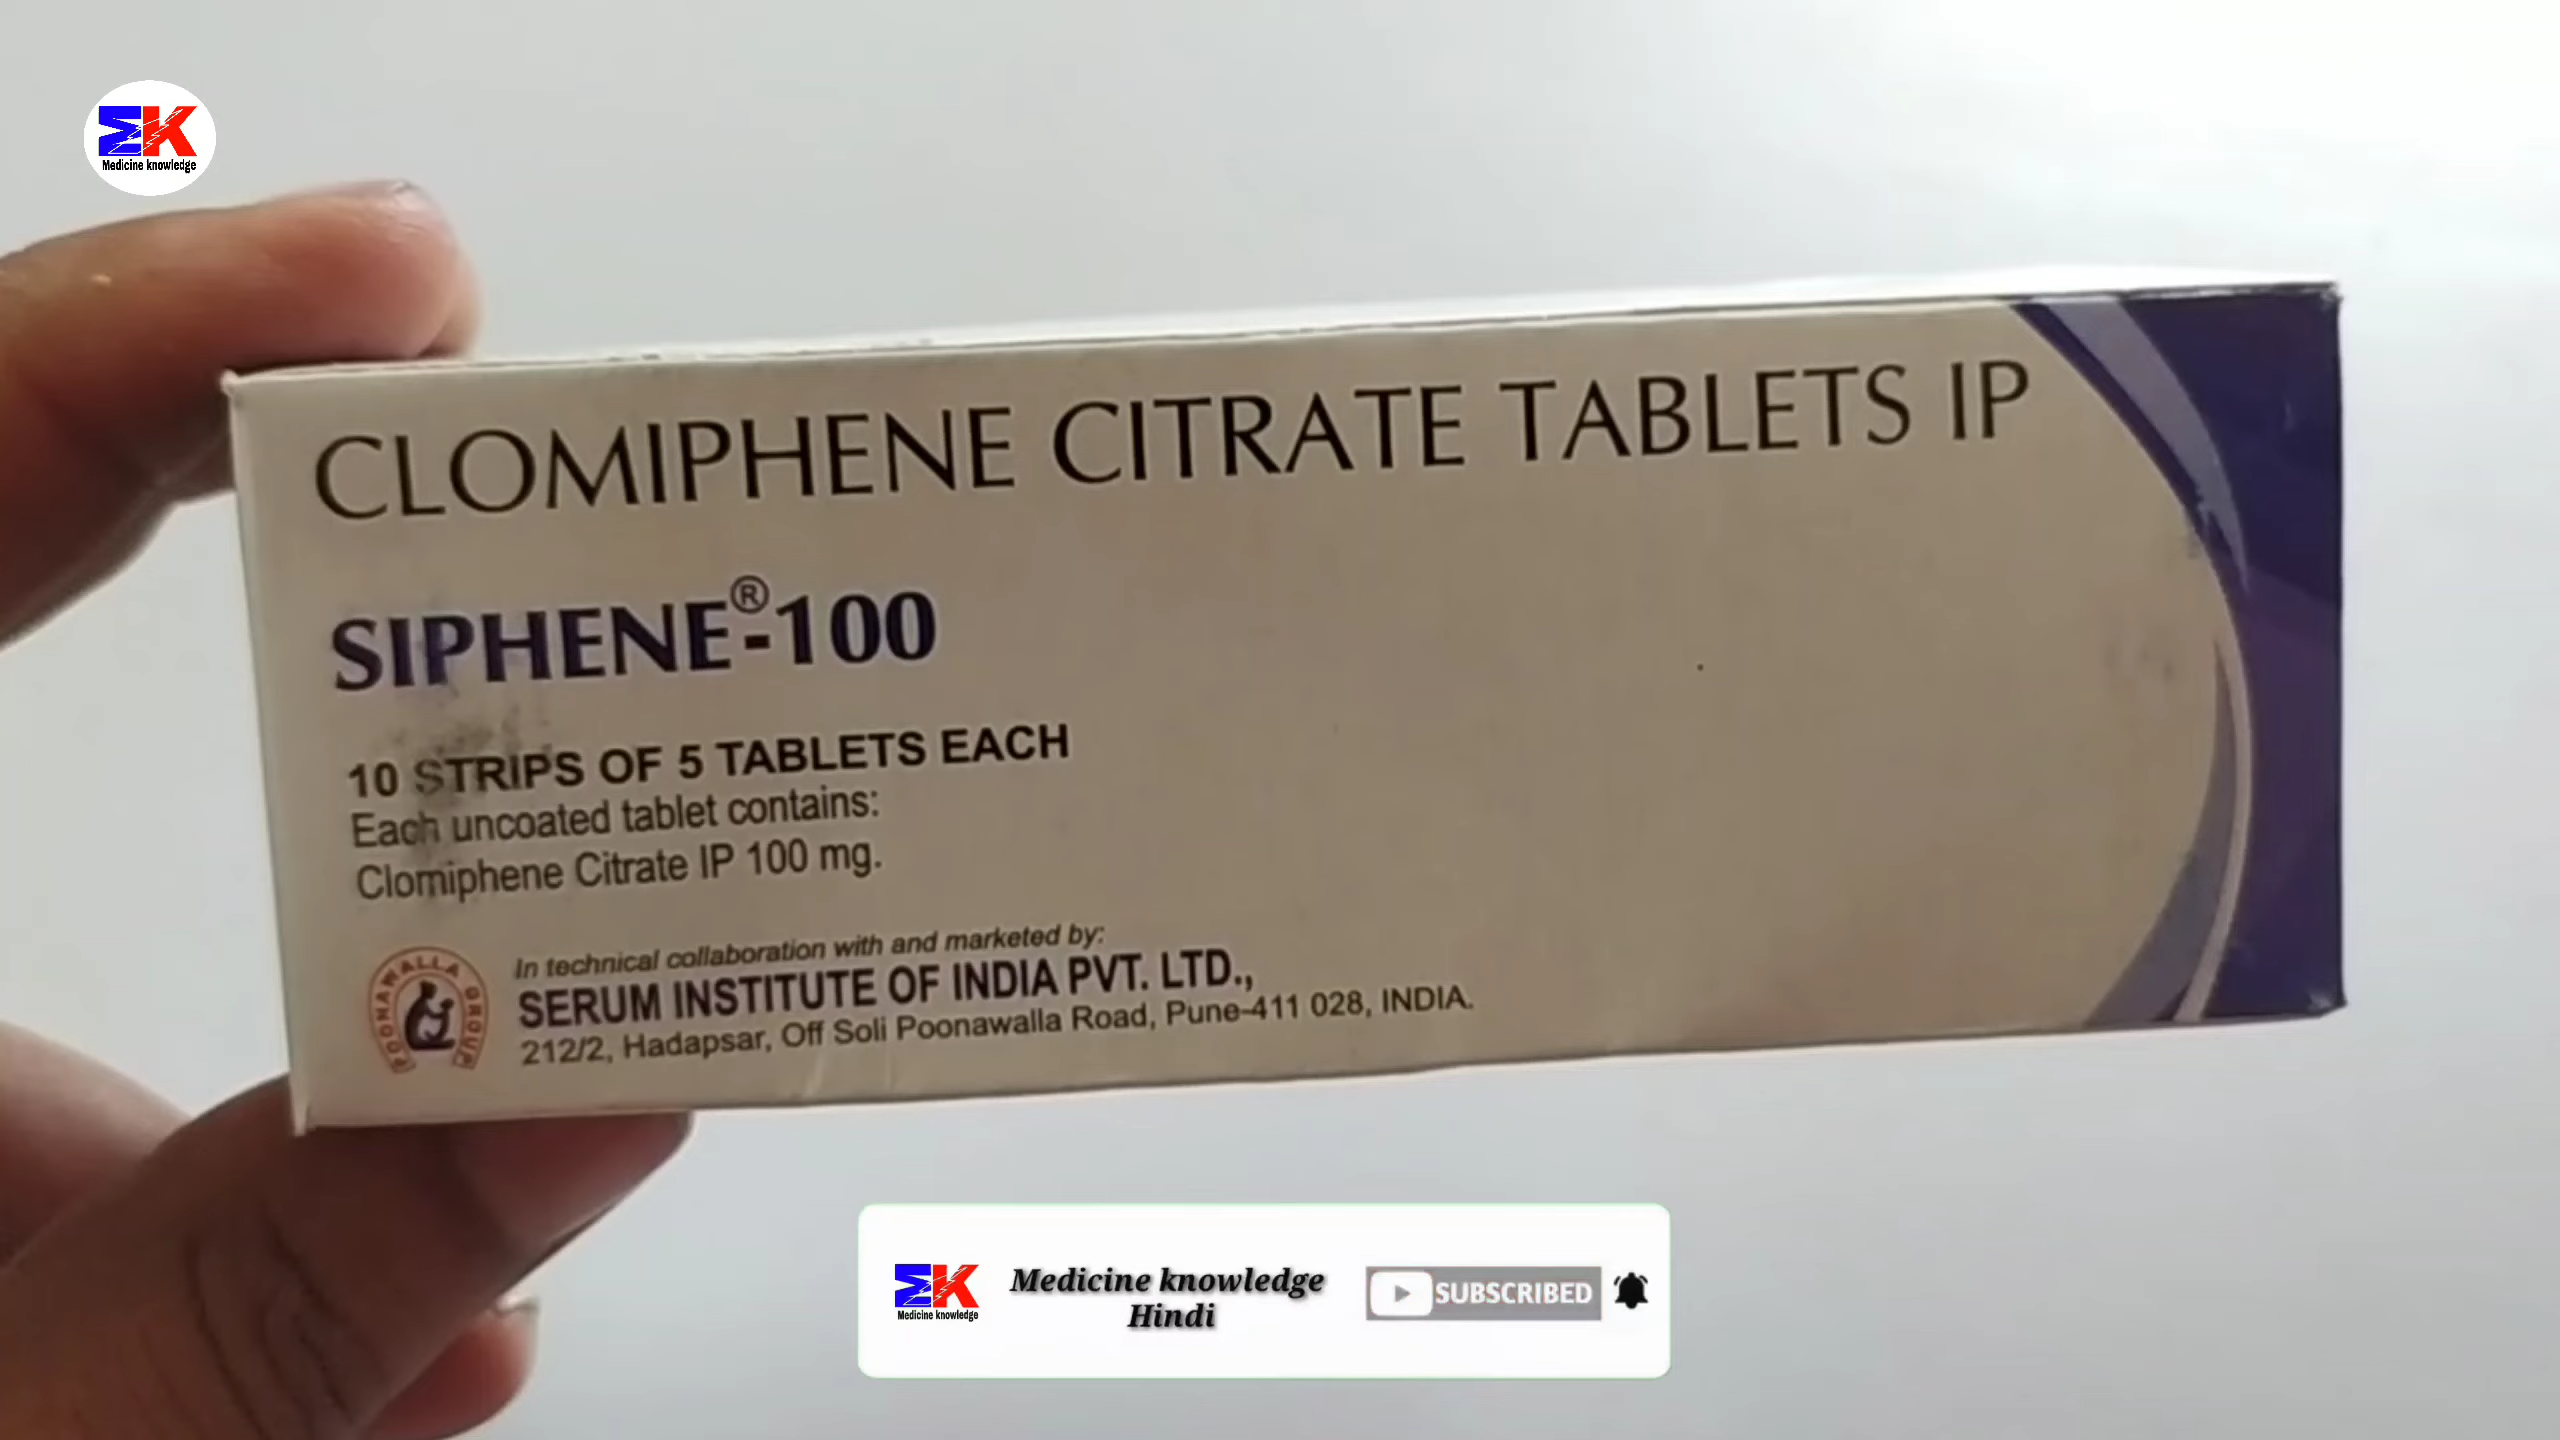 EK
Medicine knowledge
CLOMIPHENE CITRATE TABLETS IP
SIPHENE®-100
10 STRIPS OF 5 TABLETS EACH
Each uncoated tablet contains:
Clomiphene Citrate IP 100 mg.
POONAWALLA GROUP
In technical collaboration with and marketed by:
SERUM INSTITUTE OF INDIA PVT. LTD.,
212/2, Hadapsar, Off Soli Poonawalla Road, Pune-411 028, INDIA.
EK
Medicine knowledge
Medicine knowledge
Hindi
SUBSCRIBED